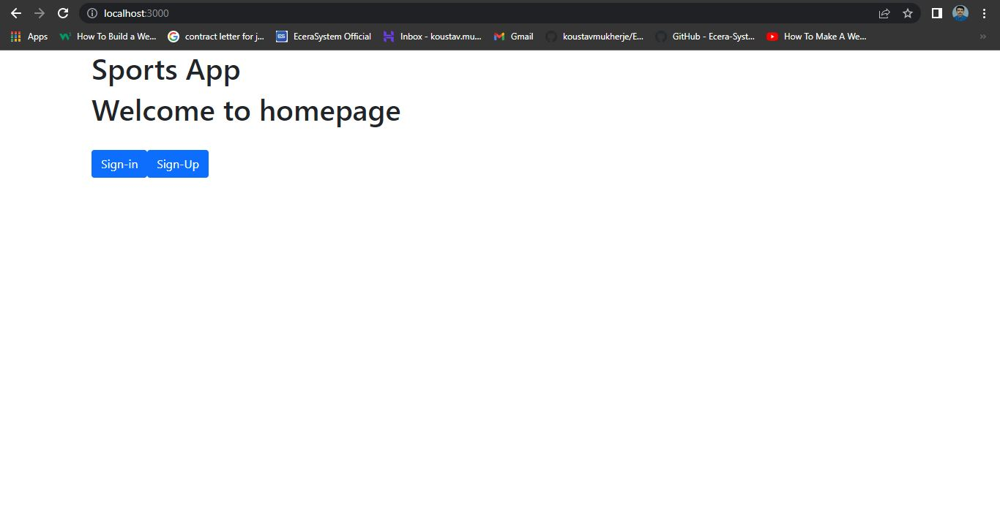 localhost:3000
Apps How To Build a We... contract letter for j... ES EceraSystem Official Inbox - koustav.mu... Gmail koustavmukherje/E... GitHub - Ecera-Syst... How To Make A We... »
Sports App
Welcome to homepage
Sign-in Sign-Up